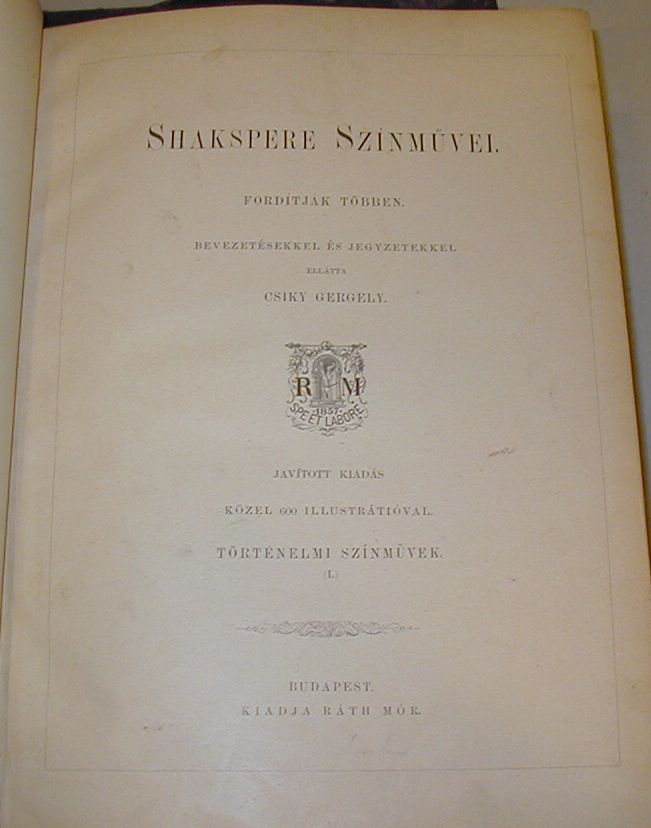 SHAKSPERE SZÍNMŰVEI.
FORDÍTJÁK TÖBBEN.
BEVEZETÉSEKKEL ÉS JEGYZETEKKEL
ELLÁTTA
CSIKY GERGELY.
R M
1857.
SPE ET LABORE
JAVÍTOTT KIADÁS
KÖZEL 600 ILLUSTRÁTIÓVAL.
TÖRTÉNELMI SZÍNMŰVEK.
(I.)
BUDAPEST.
KIADJA RÁTH MÓR.